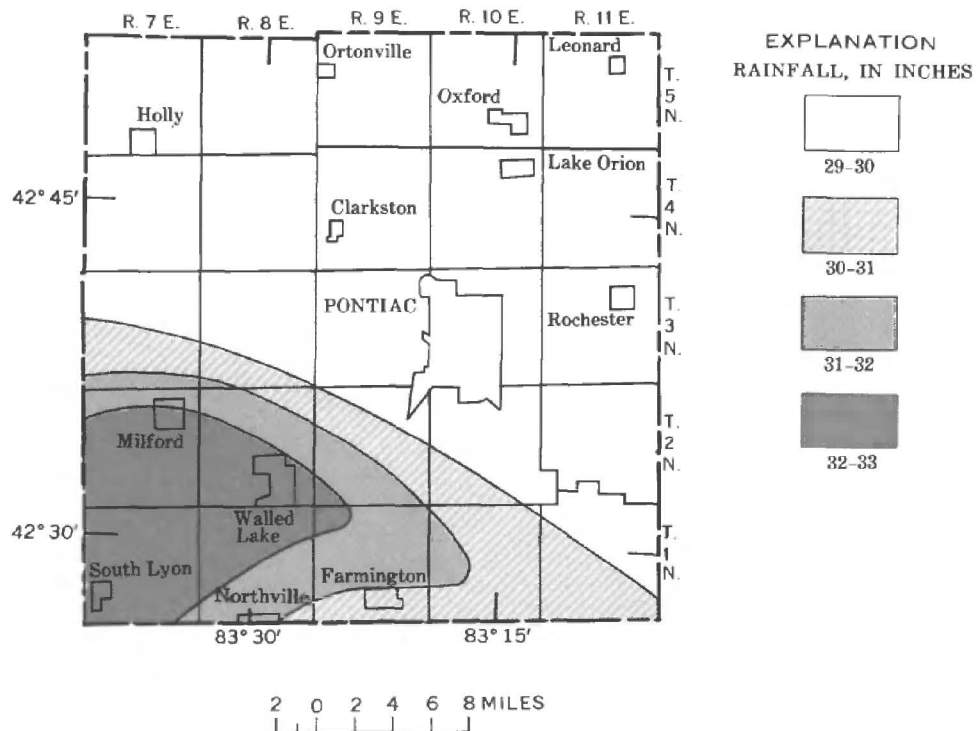 R. 7 E. R. 8 E. R. 9 E. R. 10 E. R. 11 E.
Ortonville
Leonard
Oxford
Holly
T. 5 N.
Lake Orion
42° 45′
Clarkston
T. 4 N.
PONTIAC
Rochester
T. 3 N.
Milford
T. 2 N.
Walled
Lake
42° 30′
South Lyon
Northville
Farmington
T. 1 N.
83° 30′
83° 15′
2 0 2 4 6 8 MILES
EXPLANATION
RAINFALL, IN INCHES
29-30
30-31
31-32
32-33